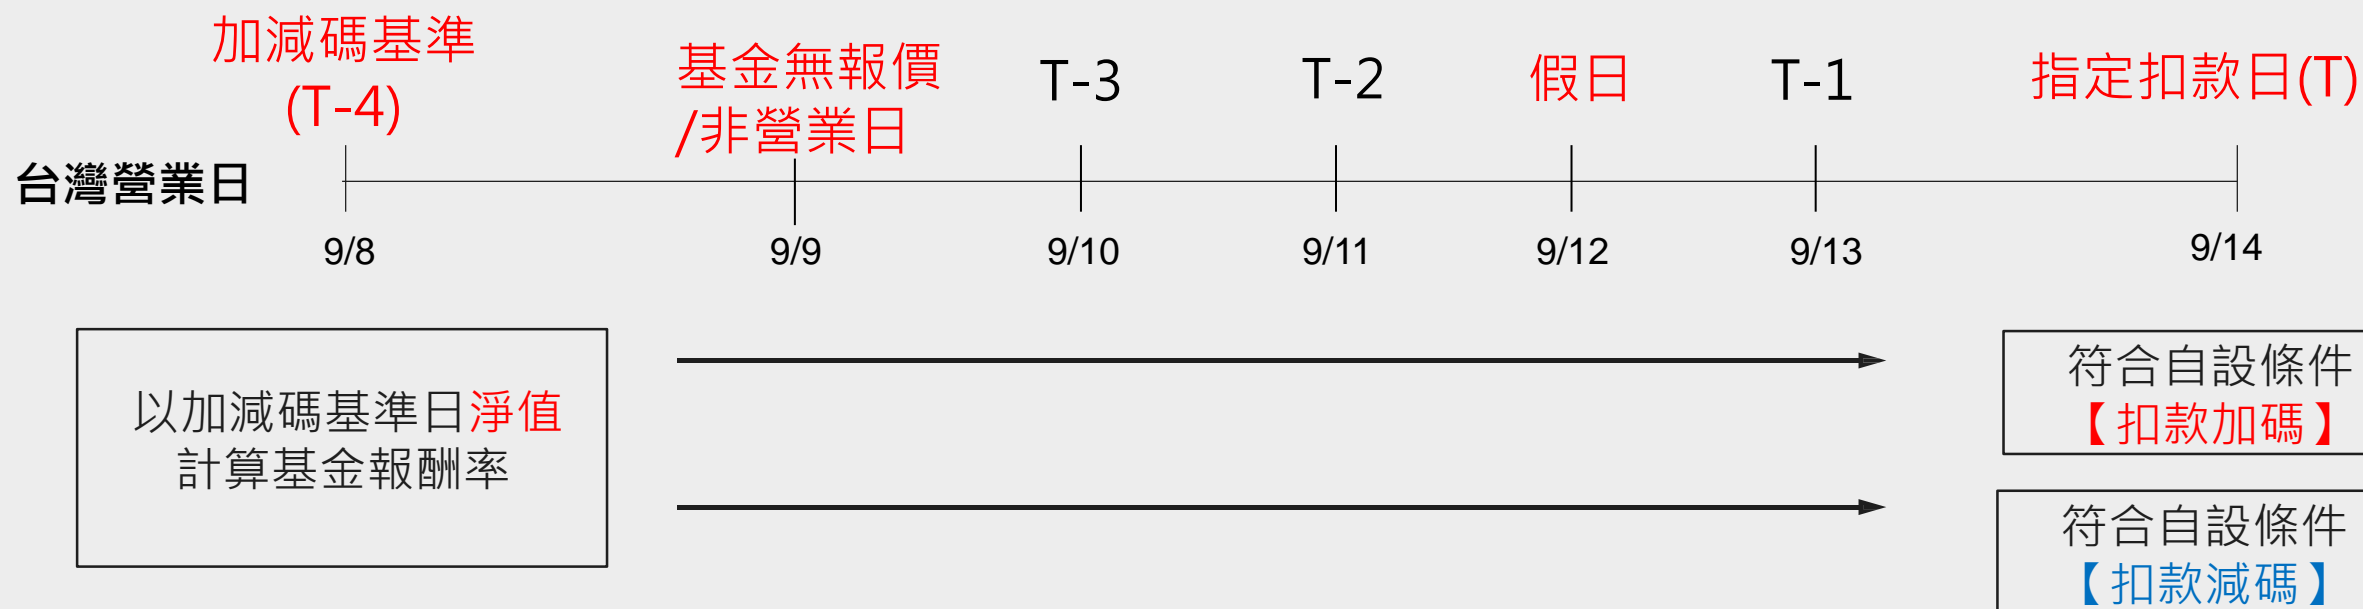 加減碼基準
(T-4)
基金無報價
/非營業日
T-3
T-2
假日
T-1
指定扣款日(T)
台灣營業日
9/8
9/9
9/10
9/11
9/12
9/13
9/14
以加減碼基準日淨值
計算基金報酬率
符合自設條件
【扣款加碼】
符合自設條件
【扣款減碼】